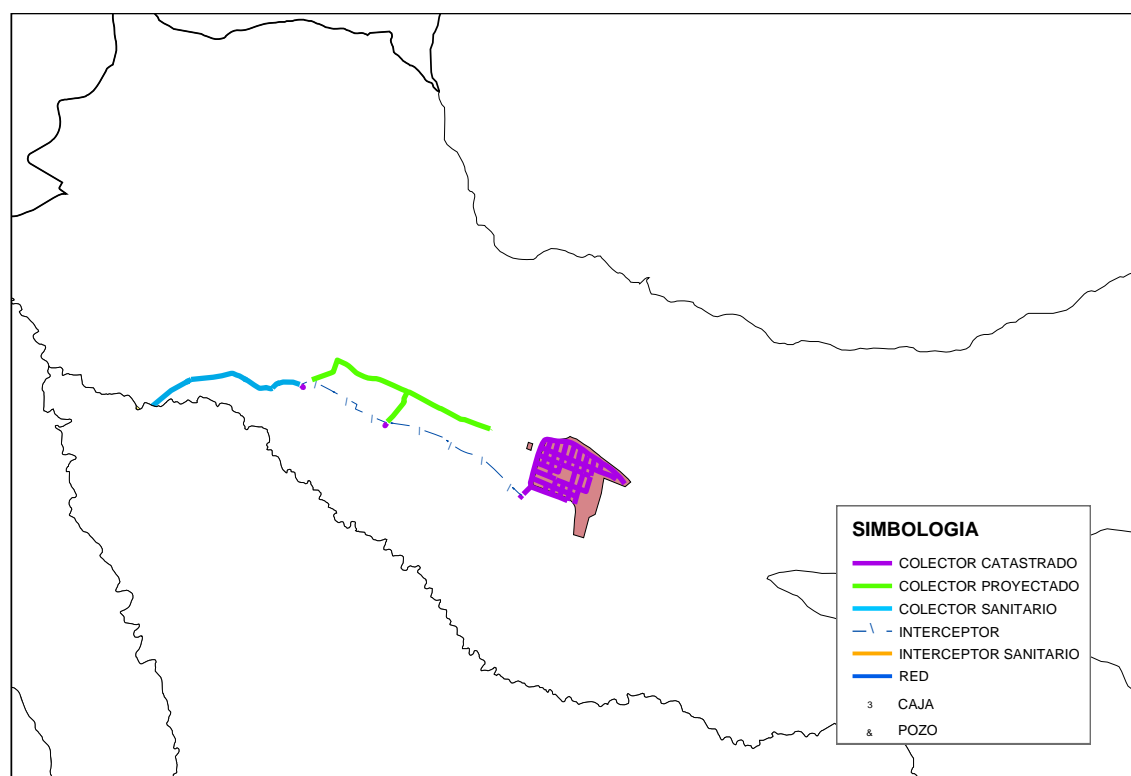 SIMBOLOGIA
COLECTOR CATASTRADO
COLECTOR PROYECTADO
COLECTOR SANITARIO
INTERCEPTOR
INTERCEPTOR SANITARIO
RED
3 CAJA
& POZO